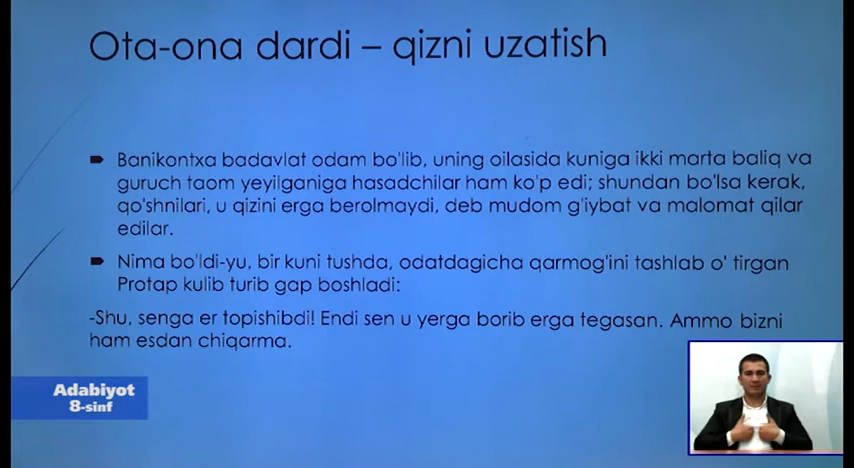 Ota-ona dardi – qizni uzatish
Banikontxa badavlat odam bo'lib, uning oilasida kuniga ikki marta baliq va
guruch taom yeyilganiga hasadchilar ham ko'p edi; shundan bo'lsa kerak,
qo'shnilari, u qizini erga berolmaydi, deb mudom g'iybat va malomat qilar
edilar.
Nima bo'ldi-yu, bir kuni tushda, odatdagicha qarmog'ini tashlab o' tirgan
Protap kulib turib gap boshladi:
-Shu, senga er topishibdi! Endi sen u yerga borib erga tegasan. Ammo bizni
ham esdan chiqarma.
Adabiyot
8-sinf